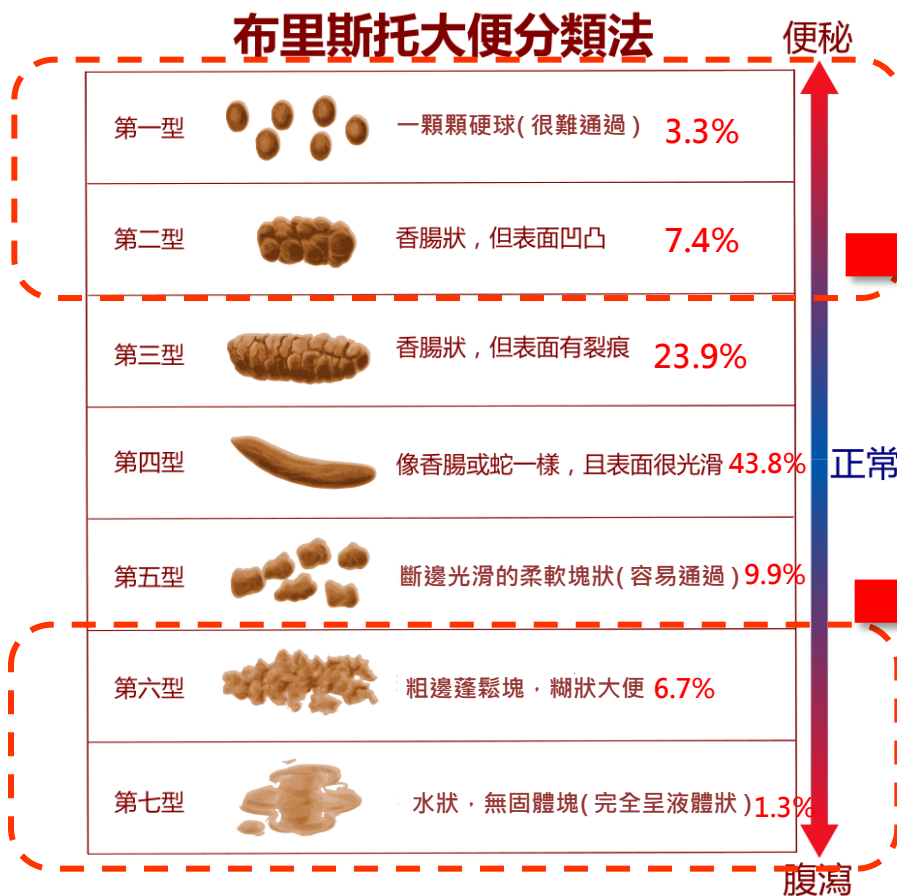 布里斯托大便分類法
便秘
第一型 一顆顆硬球( 很難通過 ) 3.3%
第二型 香腸狀，但表面凹凸 7.4%
第三型 香腸狀，但表面有裂痕 23.9%
第四型 像香腸或蛇一樣，且表面很光滑 43.8%
正常
第五型 斷邊光滑的柔軟塊狀( 容易通過 ) 9.9%
第六型 粗邊蓬鬆塊，糊狀大便 6.7%
第七型 水狀，無固體塊( 完全呈液體狀 ) 1.3%
腹瀉